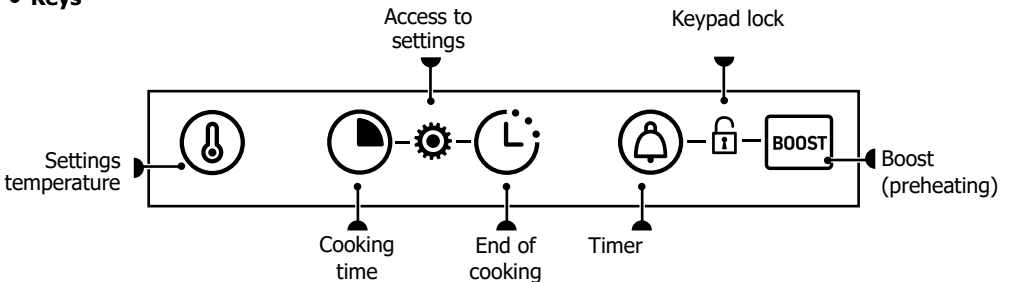 • Keys
Access to
settings
Keypad lock
BOOST
Settings
temperature
Boost
(preheating)
Cooking
time
End of
cooking
Timer